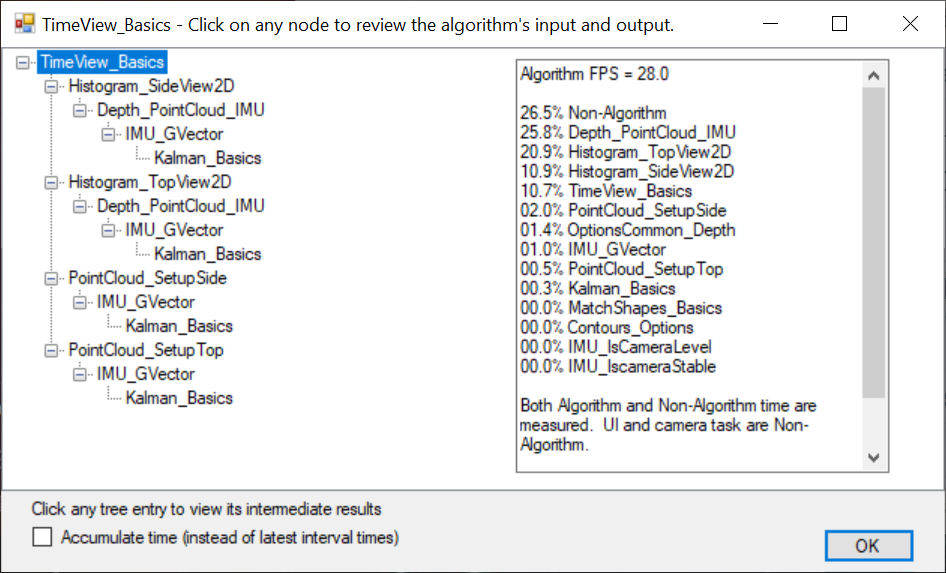 TimeView_Basics - Click on any node to review the algorithm's input and output.
TimeView_Basics
Histogram_SideView2D
Depth_PointCloud_IMU
IMU_GVector
Kalman_Basics
Histogram_TopView2D
Depth_PointCloud_IMU
IMU_GVector
Kalman_Basics
PointCloud_SetupSide
IMU_GVector
Kalman_Basics
PointCloud_SetupTop
IMU_GVector
Kalman_Basics
Algorithm FPS = 28.0
26.5% Non-Algorithm
25.8% Depth_PointCloud_IMU
20.9% Histogram_TopView2D
10.9% Histogram_SideView2D
10.7% TimeView_Basics
02.0% PointCloud_SetupSide
01.4% OptionsCommon_Depth
01.0% IMU_GVector
00.5% PointCloud_SetupTop
00.3% Kalman_Basics
00.0% MatchShapes_Basics
00.0% Contours_Options
00.0% IMU_IsCameraLevel
00.0% IMU_IscameraStable
Both Algorithm and Non-Algorithm time are
measured.  UI and camera task are Non-
Algorithm.
Click any tree entry to view its intermediate results
Accumulate time (instead of latest interval times)
OK